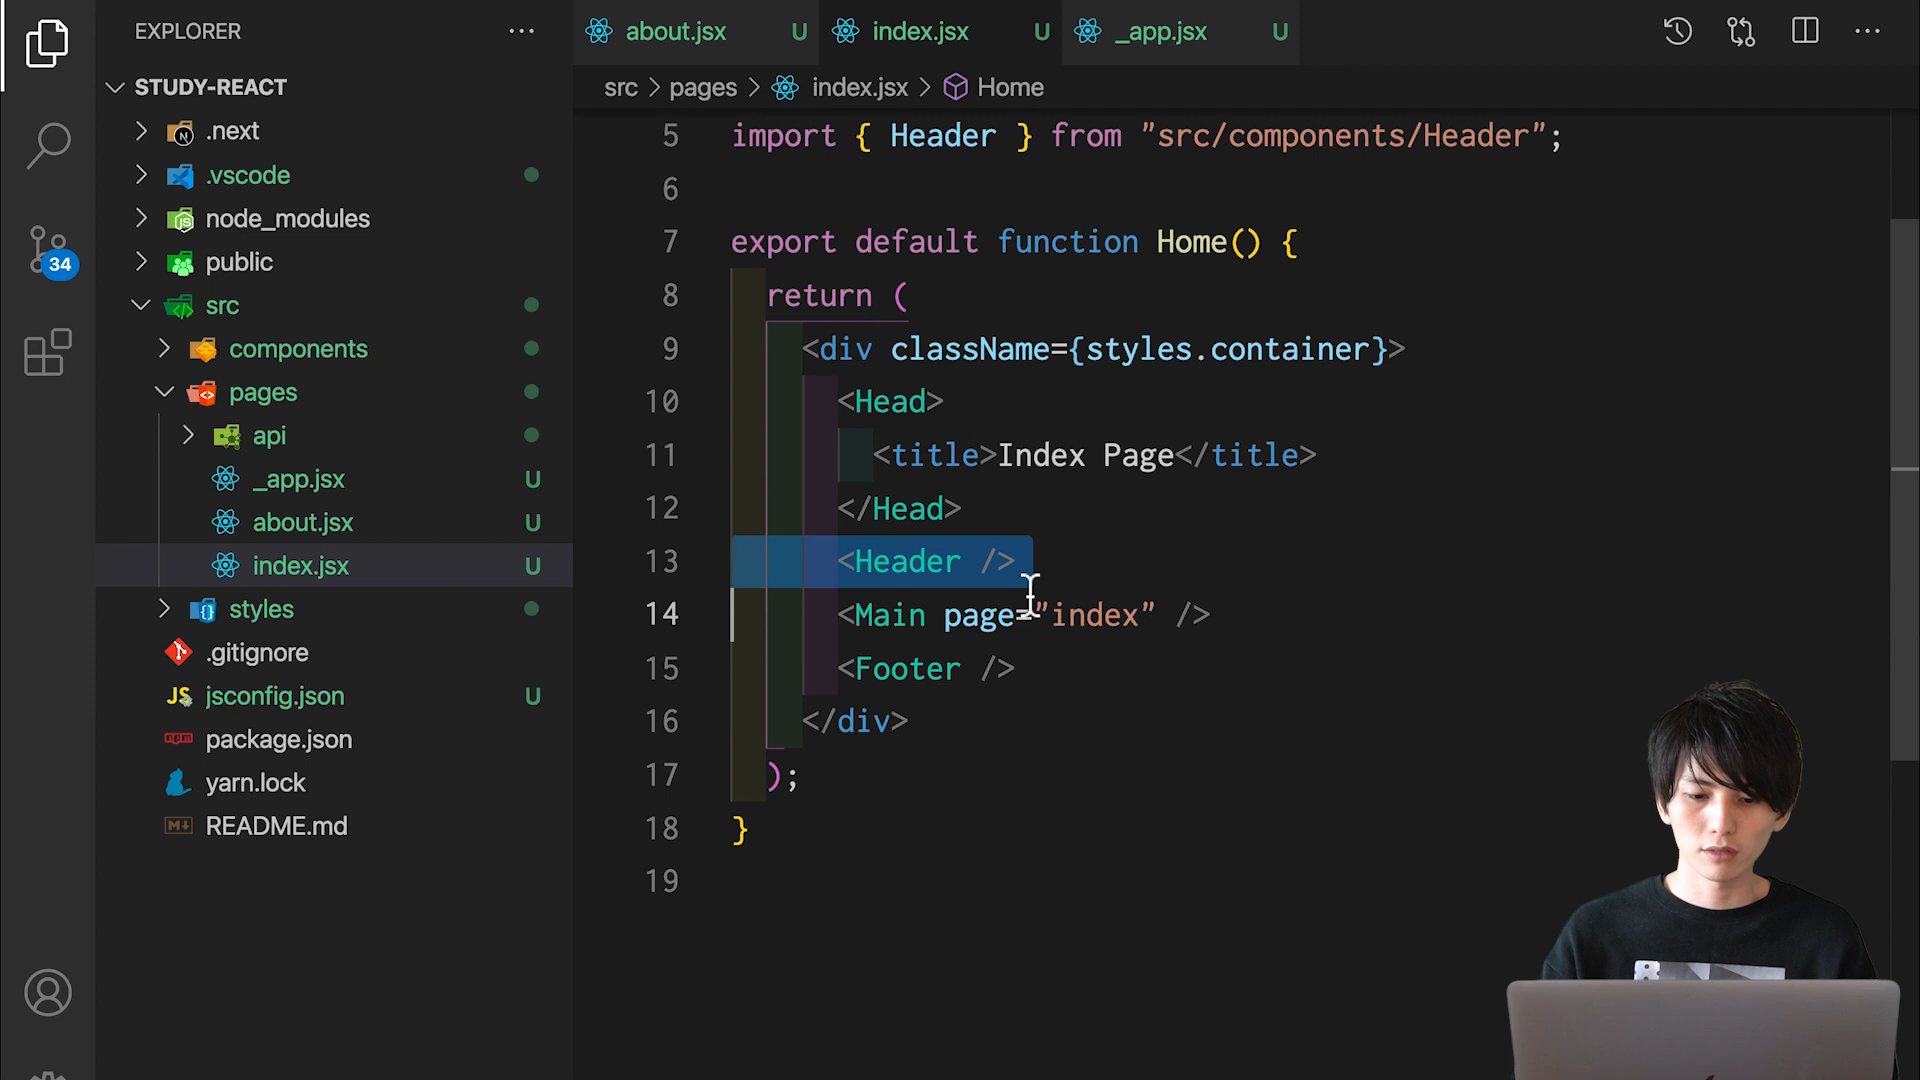 EXPLORER
STUDY-REACT
.next
.vscode
node_modules
public
src
components
pages
api
_app.jsx U
about.jsx U
index.jsx U
styles
.gitignore
JS jsconfig.json U
npm package.json
yarn.lock
M↓ README.md
34
about.jsx U index.jsx U _app.jsx U
src > pages > index.jsx > Home
5 import { Header } from "src/components/Header";
6
7 export default function Home() {
8 return (
9 <div className={styles.container}>
10 <Head>
11 <title>Index Page</title>
12 </Head>
13 <Header />
14 <Main page="index" />
15 <Footer />
16 </div>
17 );
18 }
19